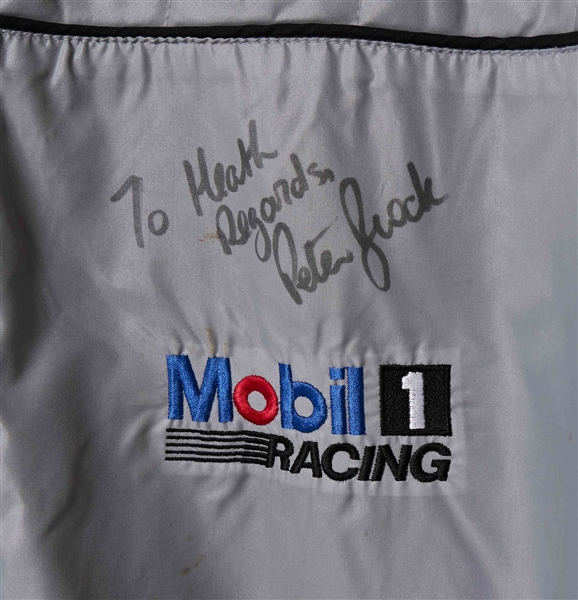 To Heath
Regards,
Peter Brock
Mobil 1
RACING